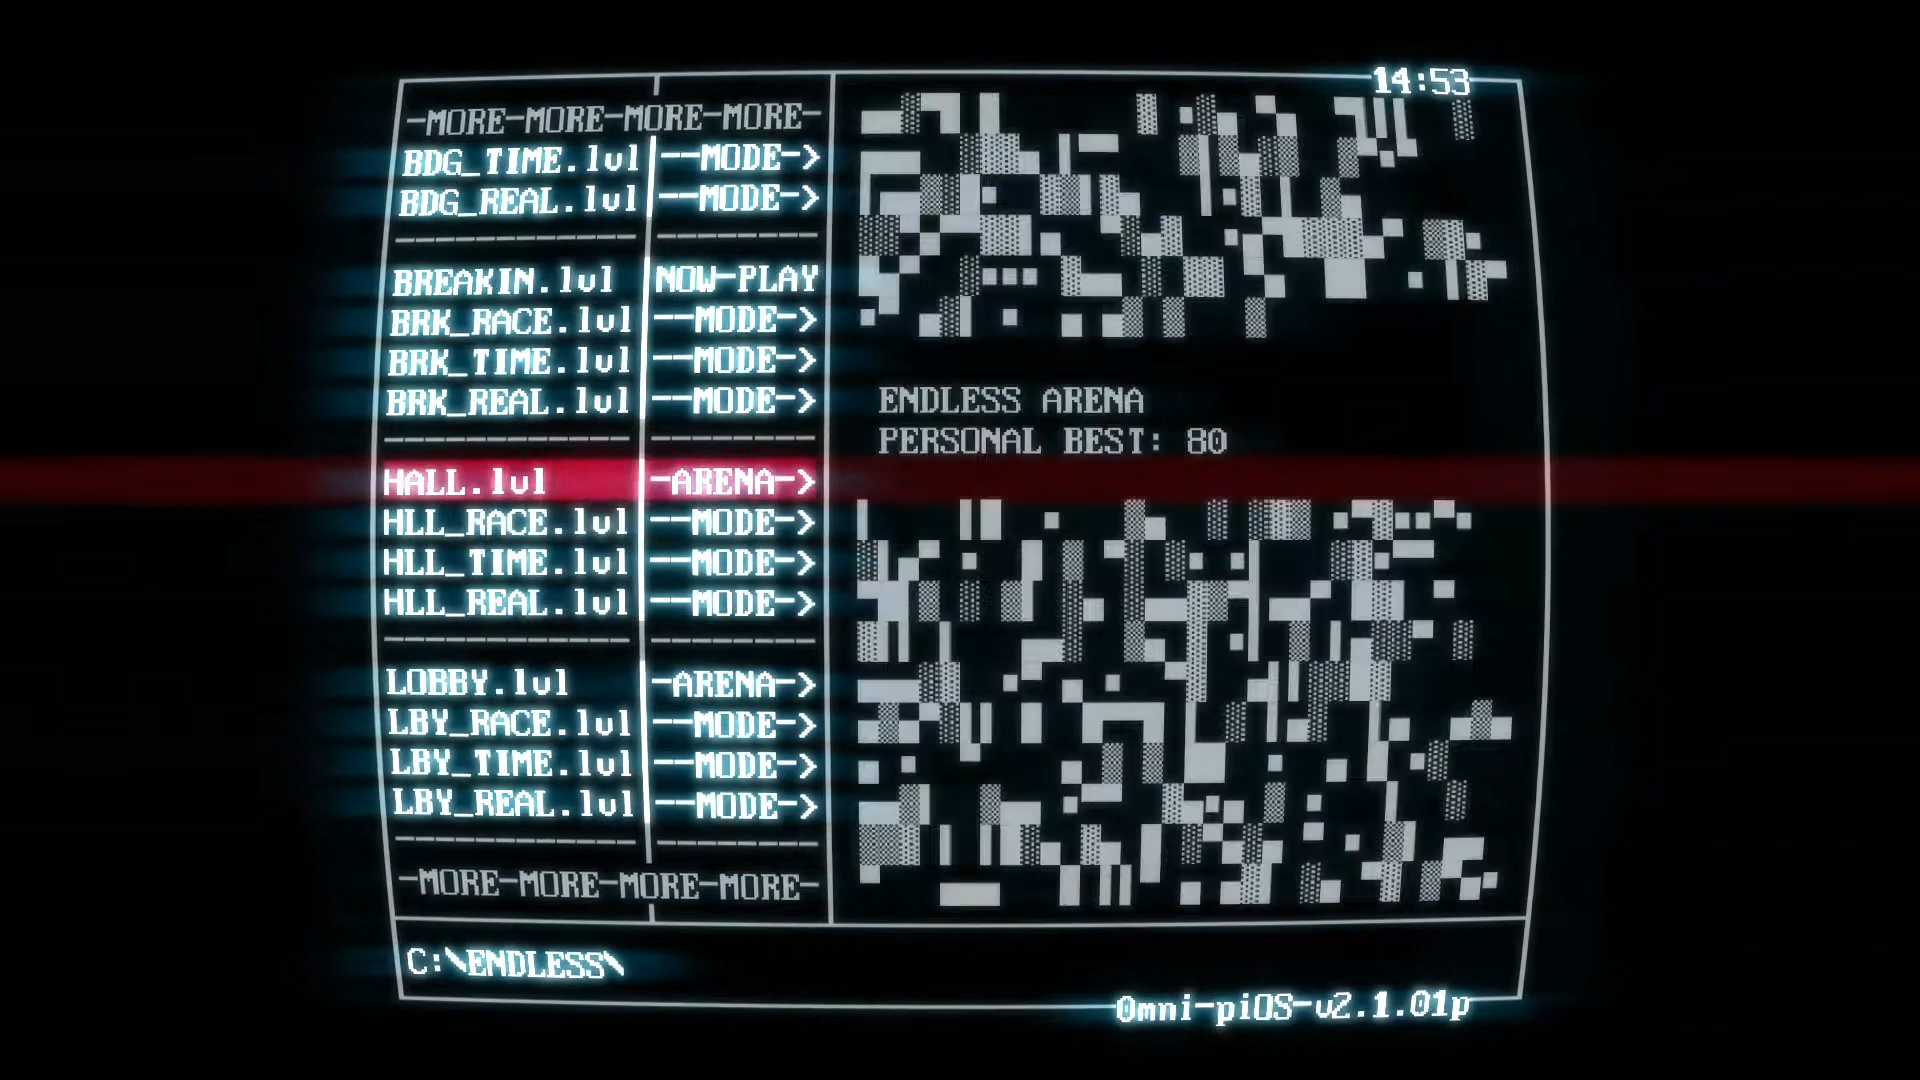 14:53
-MORE-MORE-MORE-MORE-
BDG_TIME.lvl --MODE->
BDG_REAL.lvl --MODE->
BREAKIN.lvl NOW-PLAY
BRK_RACE.lvl --MODE->
BRK_TIME.lvl --MODE->
BRK_REAL.lvl --MODE->
HALL.lvl -ARENA->
HLL_RACE.lvl --MODE->
HLL_TIME.lvl --MODE->
HLL_REAL.lvl --MODE->
LOBBY.lvl -ARENA->
LBY_RACE.lvl --MODE->
LBY_TIME.lvl --MODE->
LBY_REAL.lvl --MODE->
-MORE-MORE-MORE-MORE-
ENDLESS ARENA
PERSONAL BEST: 80
C:\ENDLESS\
Omni-piOS-v2.1.01p